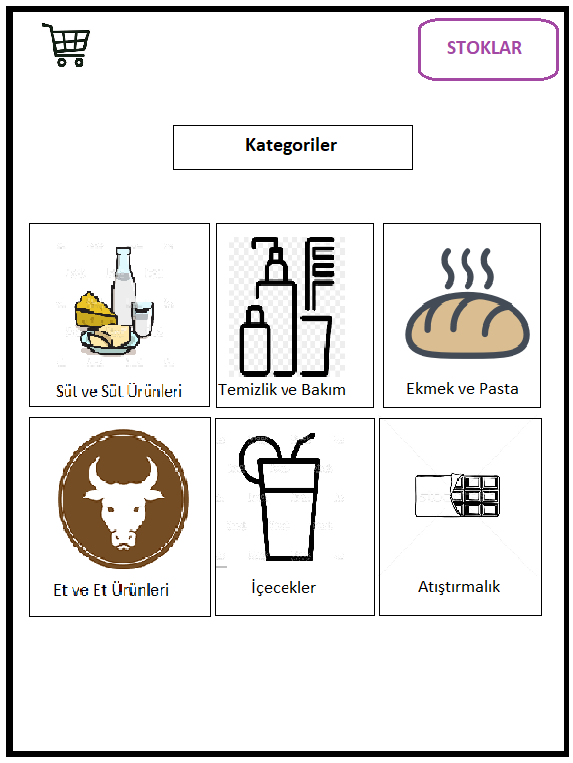 STOKLAR
Kategoriler
Süt ve Süt Ürünleri
Temizlik ve Bakım
Ekmek ve Pasta
Et ve Et Ürünleri
İçecekler
Atıştırmalık